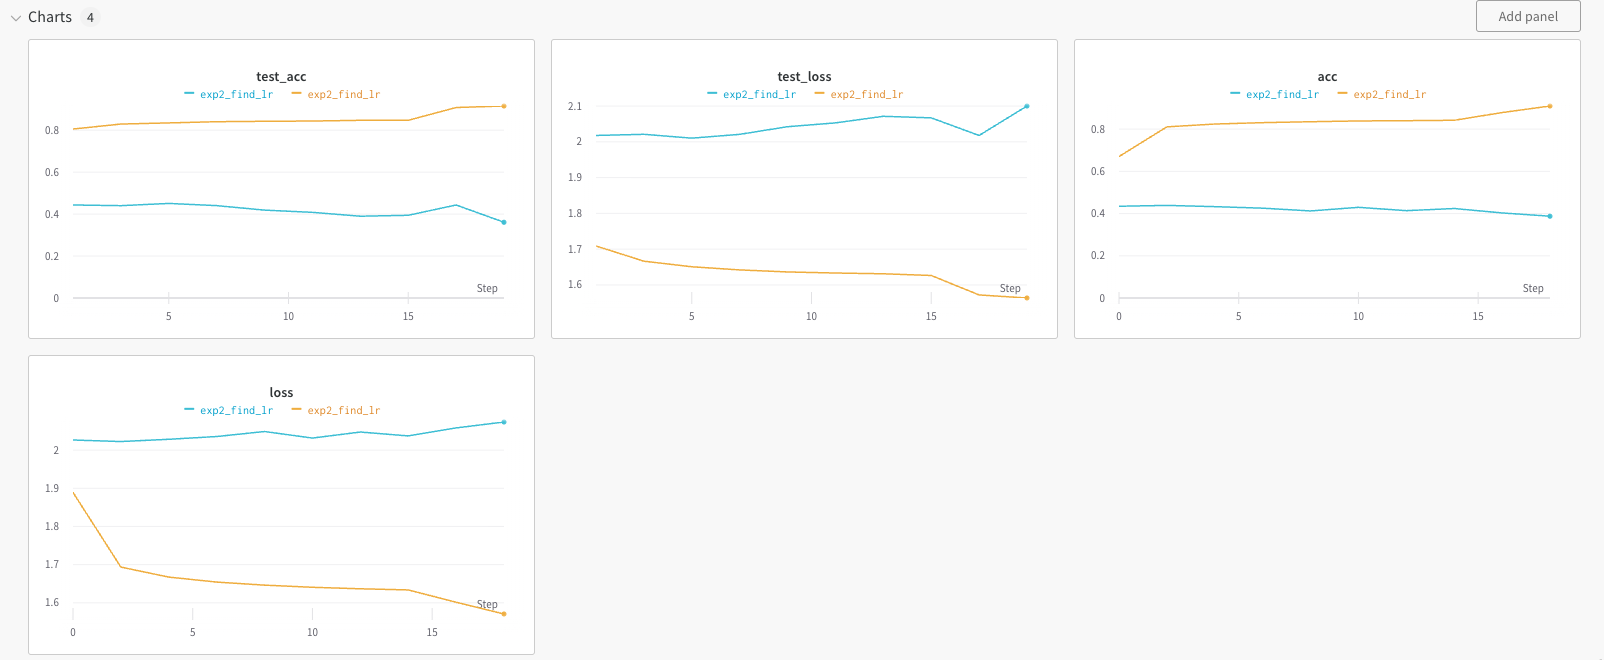 Charts 4
Add panel
test_acc
exp2_find_lr exp2_find_lr
0.8
0.6
0.4
0.2
0
Step
5 10 15
test_loss
exp2_find_lr exp2_find_lr
2.1
2
1.9
1.8
1.7
1.6
Step
5 10 15
acc
exp2_find_lr exp2_find_lr
0.8
0.6
0.4
0.2
0
Step
0 5 10 15
loss
exp2_find_lr exp2_find_lr
2
1.9
1.8
1.7
1.6
Step
0 5 10 15